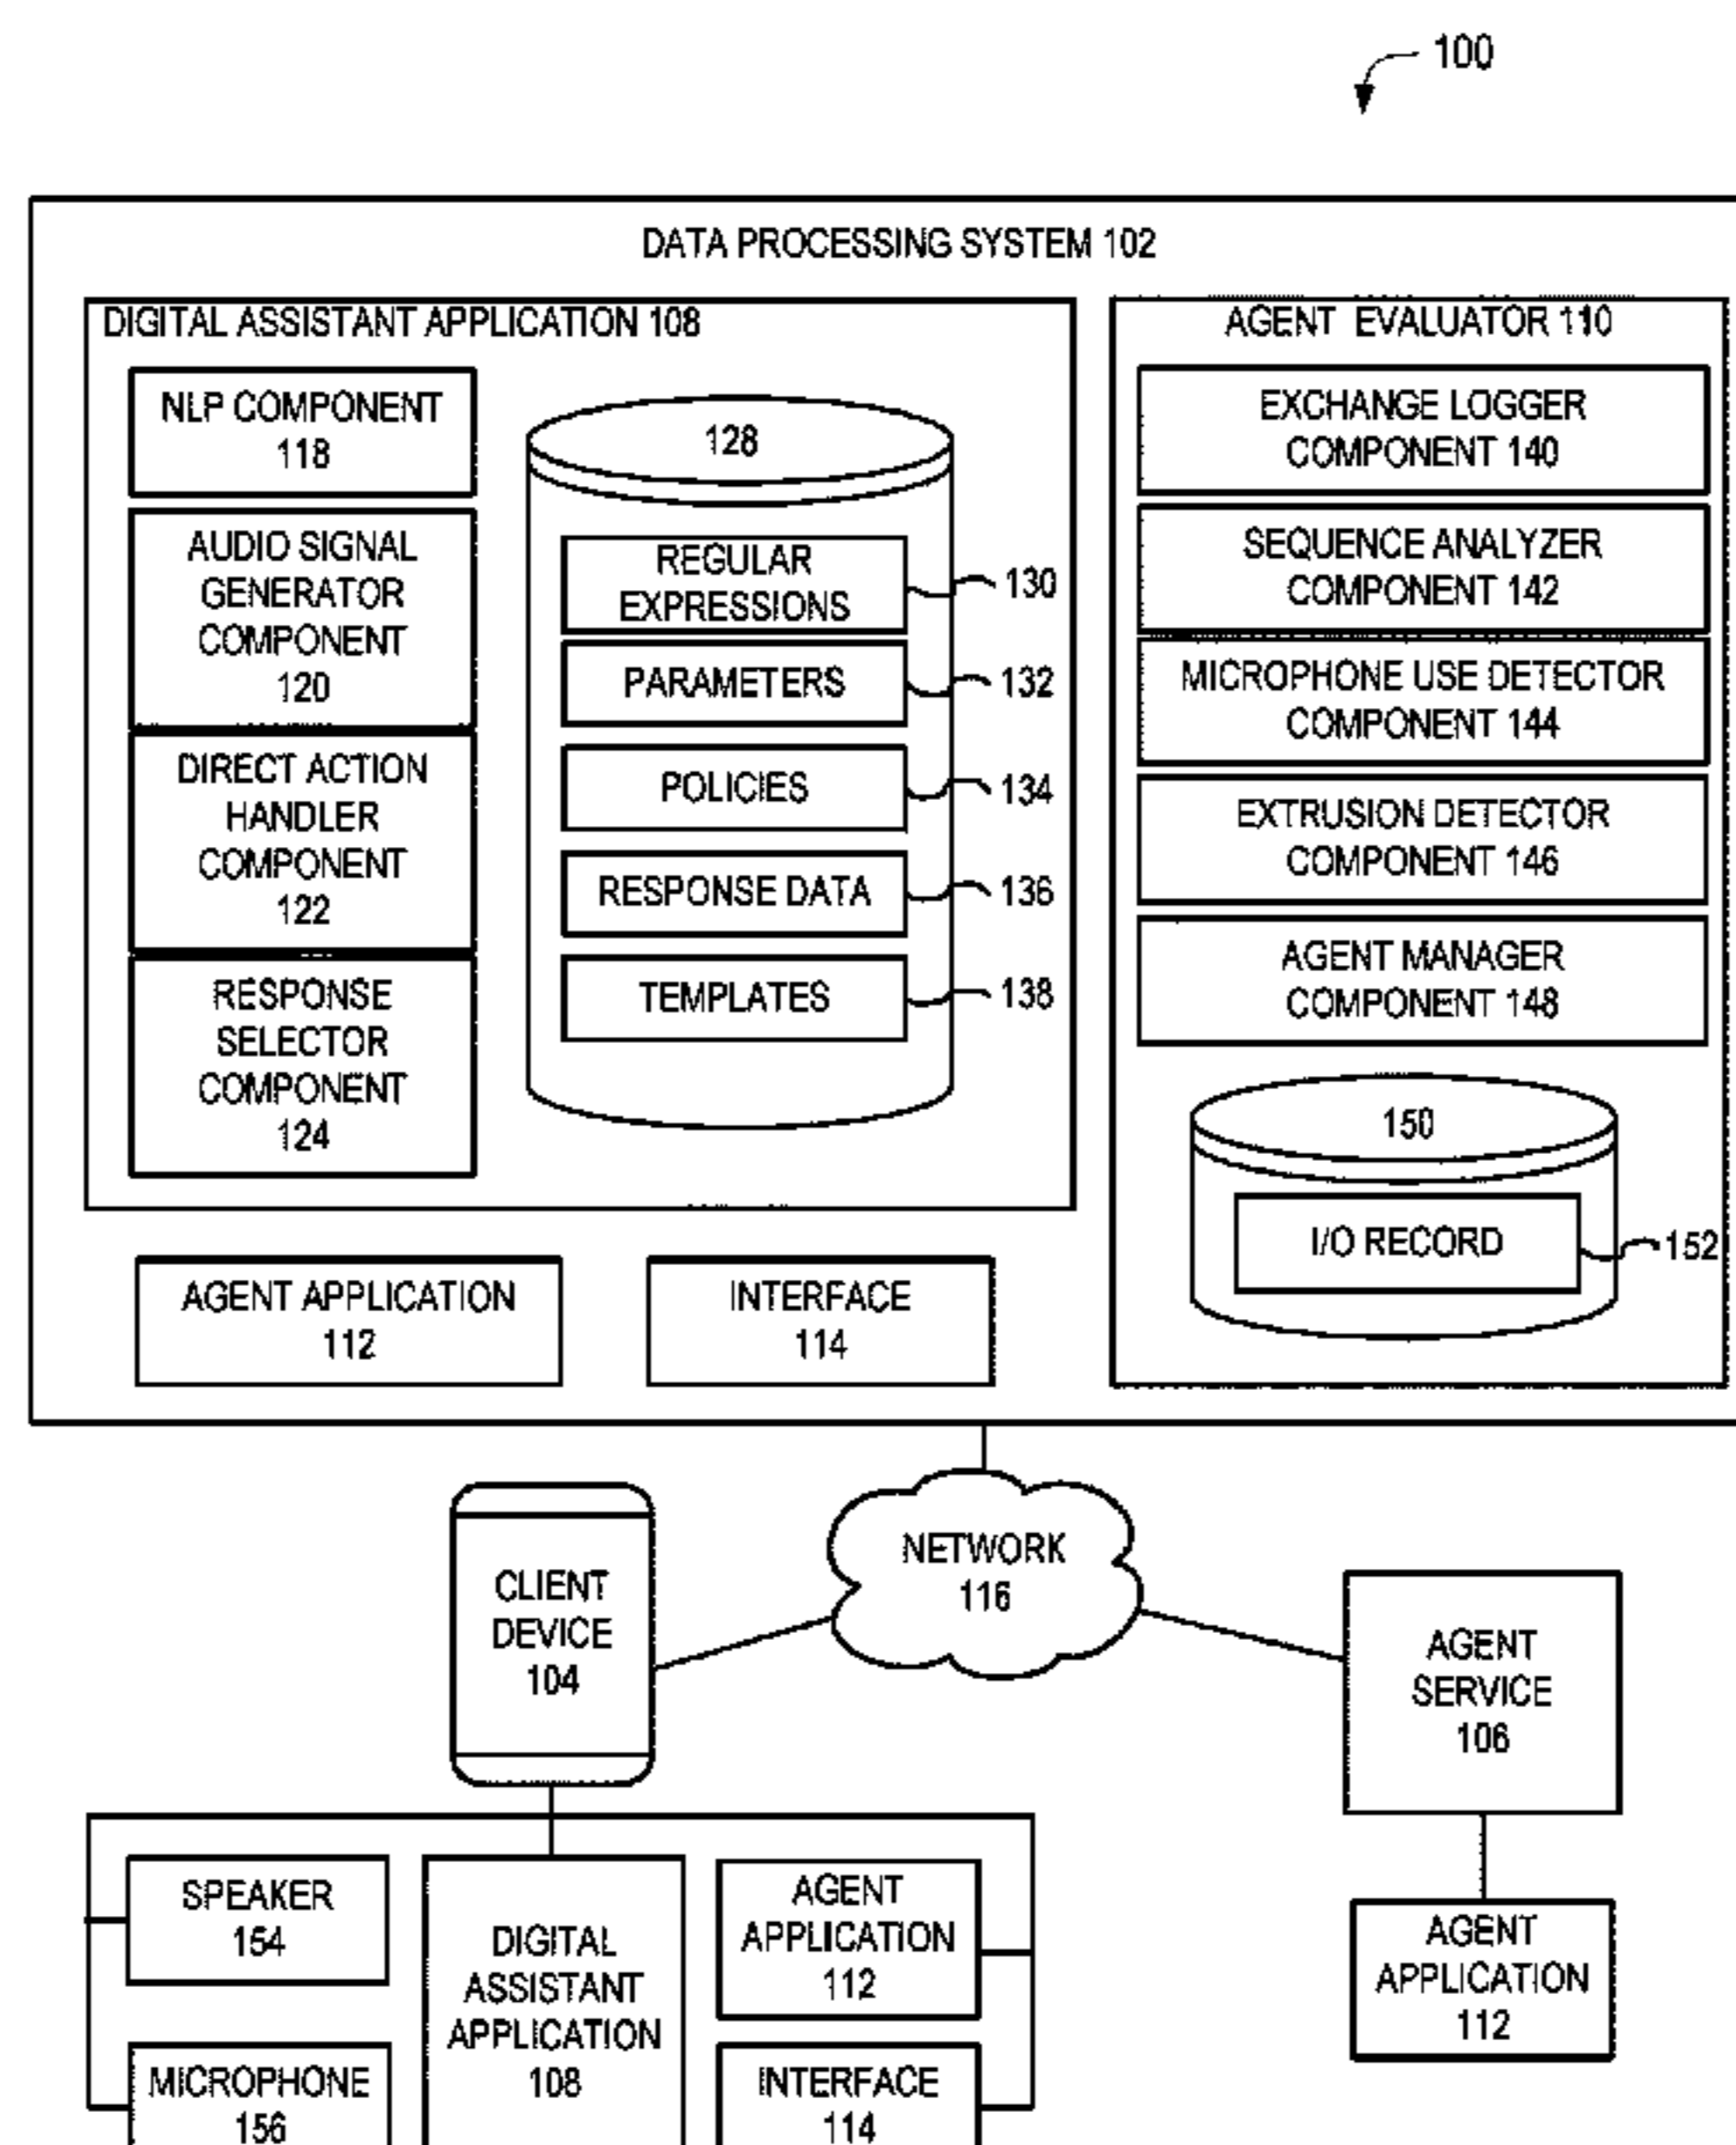 100
DATA PROCESSING SYSTEM 102
DIGITAL ASSISTANT APPLICATION 108
NLP COMPONENT
118
AUDIO SIGNAL
GENERATOR
COMPONENT
120
DIRECT ACTION
HANDLER
COMPONENT
122
RESPONSE
SELECTOR
COMPONENT
124
128
REGULAR
EXPRESSIONS
130
PARAMETERS
132
POLICIES
134
RESPONSE DATA
136
TEMPLATES
138
AGENT EVALUATOR 110
EXCHANGE LOGGER
COMPONENT 140
SEQUENCE ANALYZER
COMPONENT 142
MICROPHONE USE DETECTOR
COMPONENT 144
EXTRUSION DETECTOR
COMPONENT 146
AGENT MANAGER
COMPONENT 148
150
I/O RECORD
152
AGENT APPLICATION
112
INTERFACE
114
NETWORK
116
CLIENT
DEVICE
104
AGENT
SERVICE
106
SPEAKER
154
MICROPHONE
156
DIGITAL
ASSISTANT
APPLICATION
108
AGENT
APPLICATION
112
INTERFACE
114
AGENT
APPLICATION
112